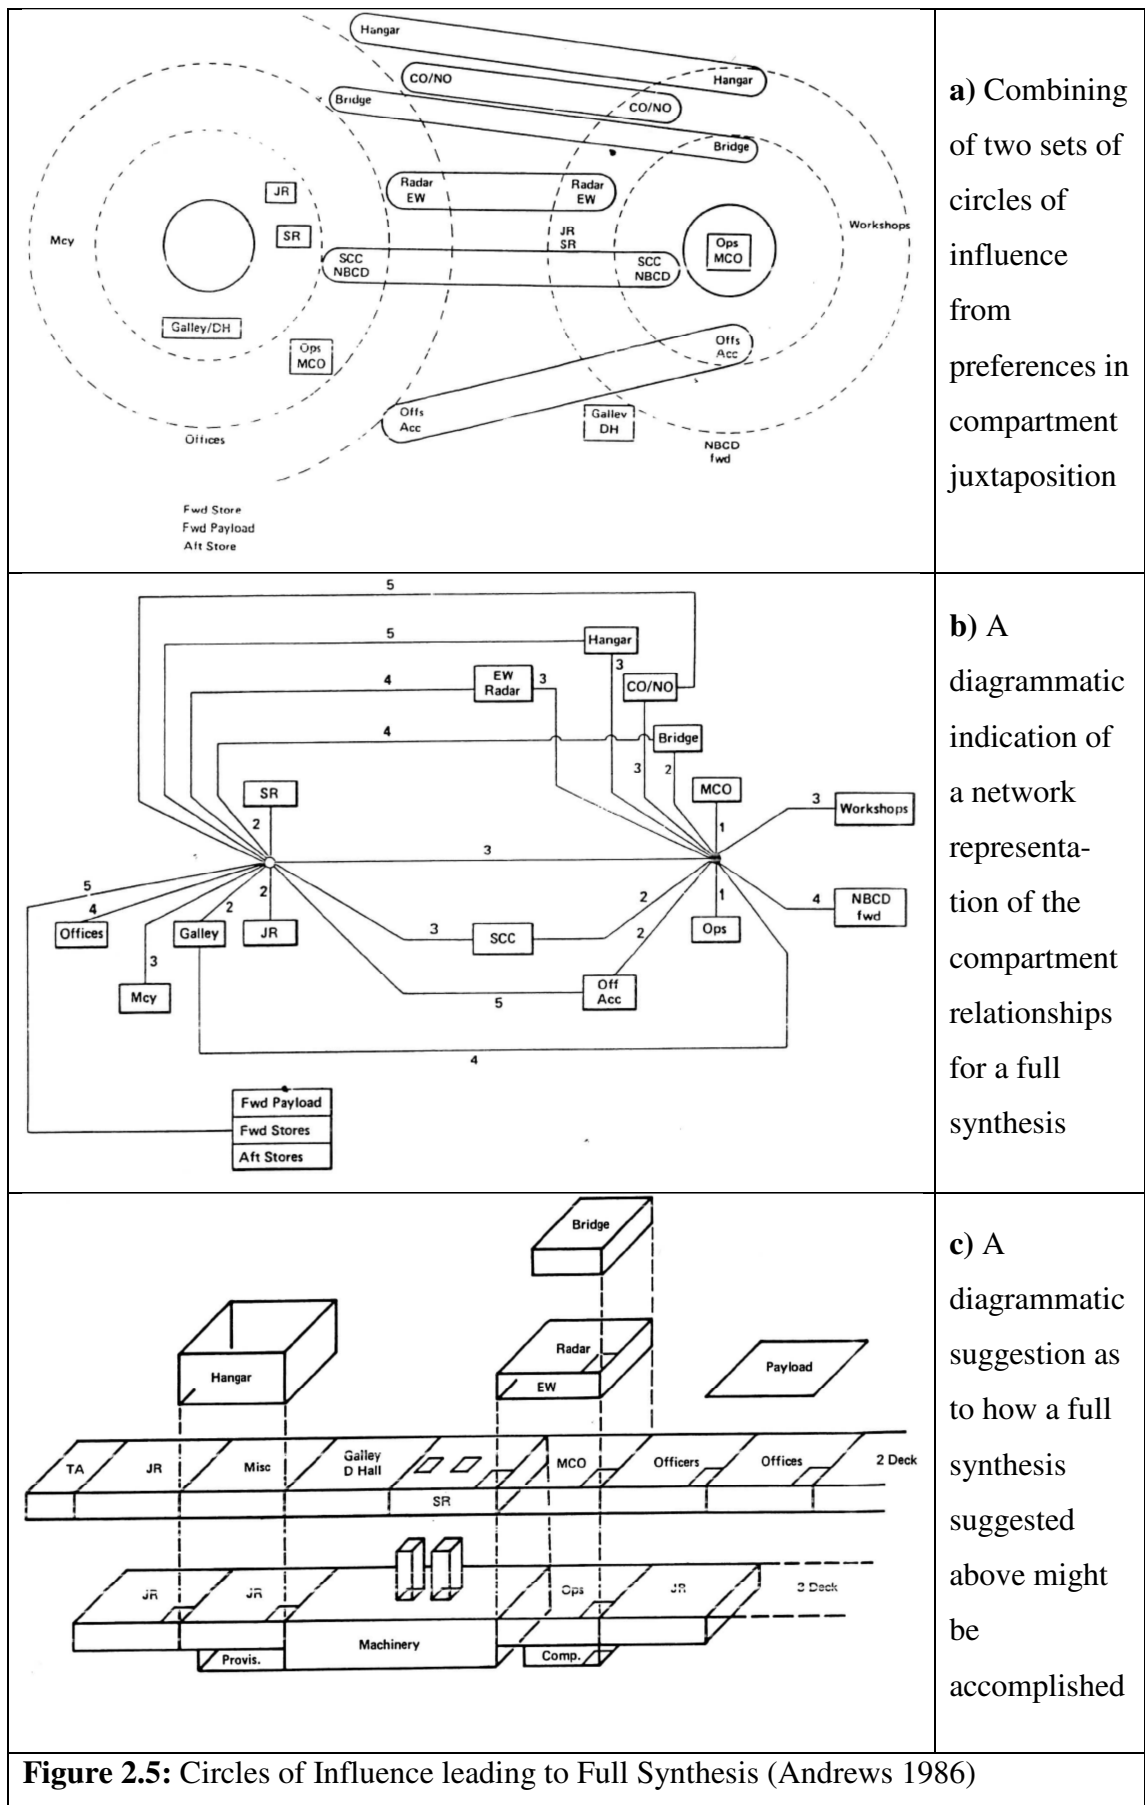 Hangar
Hangar
CO/NO
CO/NO
Bridge
Bridge
Radar
EW
Radar
EW
JR
SR
JR
SR
SCC
NBCD
SCC
NBCD
Ops
MCO
Workshops
Mcy
Galley/DH
Ops
MCO
Offs
Acc
Offs
Acc
Galley
DH
Offices
NBCD
fwd
Fwd Store
Fwd Payload
Aft Store
a) Combining
of two sets of
circles of
influence
from
preferences in
compartment
juxtaposition
5
5
Hangar
4
EW
Radar
3
3
CO/NO
4
Bridge
3
2
SR
MCO
3
Workshops
2
1
3
5
4
2
2
2
1
4
NBCD
fwd
Offices
Galley
JR
3
SCC
2
Ops
3
Mcy
5
Off
Acc
4
Fwd Payload
Fwd Stores
Aft Stores
b) A
diagrammatic
indication of
a network
representa-
tion of the
compartment
relationships
for a full
synthesis
Bridge
Hangar
Radar
EW
Payload
TA
JR
Misc
Galley
D Hall
SR
MCO
Officers
Offices
2 Deck
JR
JR
Ops
JR
3 Deck
Machinery
Provis.
Comp.
c) A
diagrammatic
suggestion as
to how a full
synthesis
suggested
above might
be
accomplished
Figure 2.5: Circles of Influence leading to Full Synthesis (Andrews 1986)